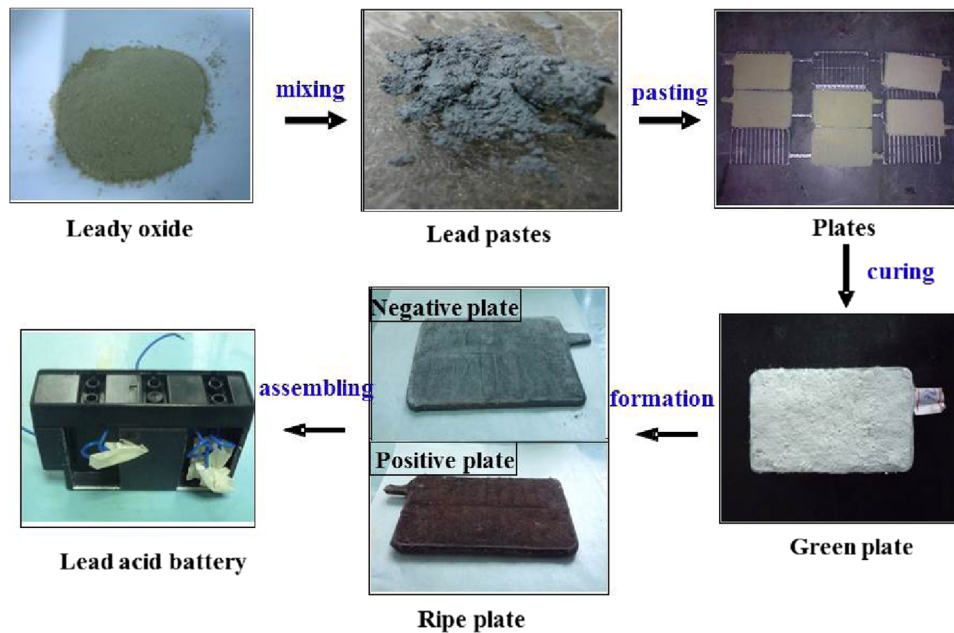 mixing
pasting
Leady oxide
Lead pastes
Plates
curing
Negative plate
assembling
formation
Positive plate
Lead acid battery
Green plate
Ripe plate